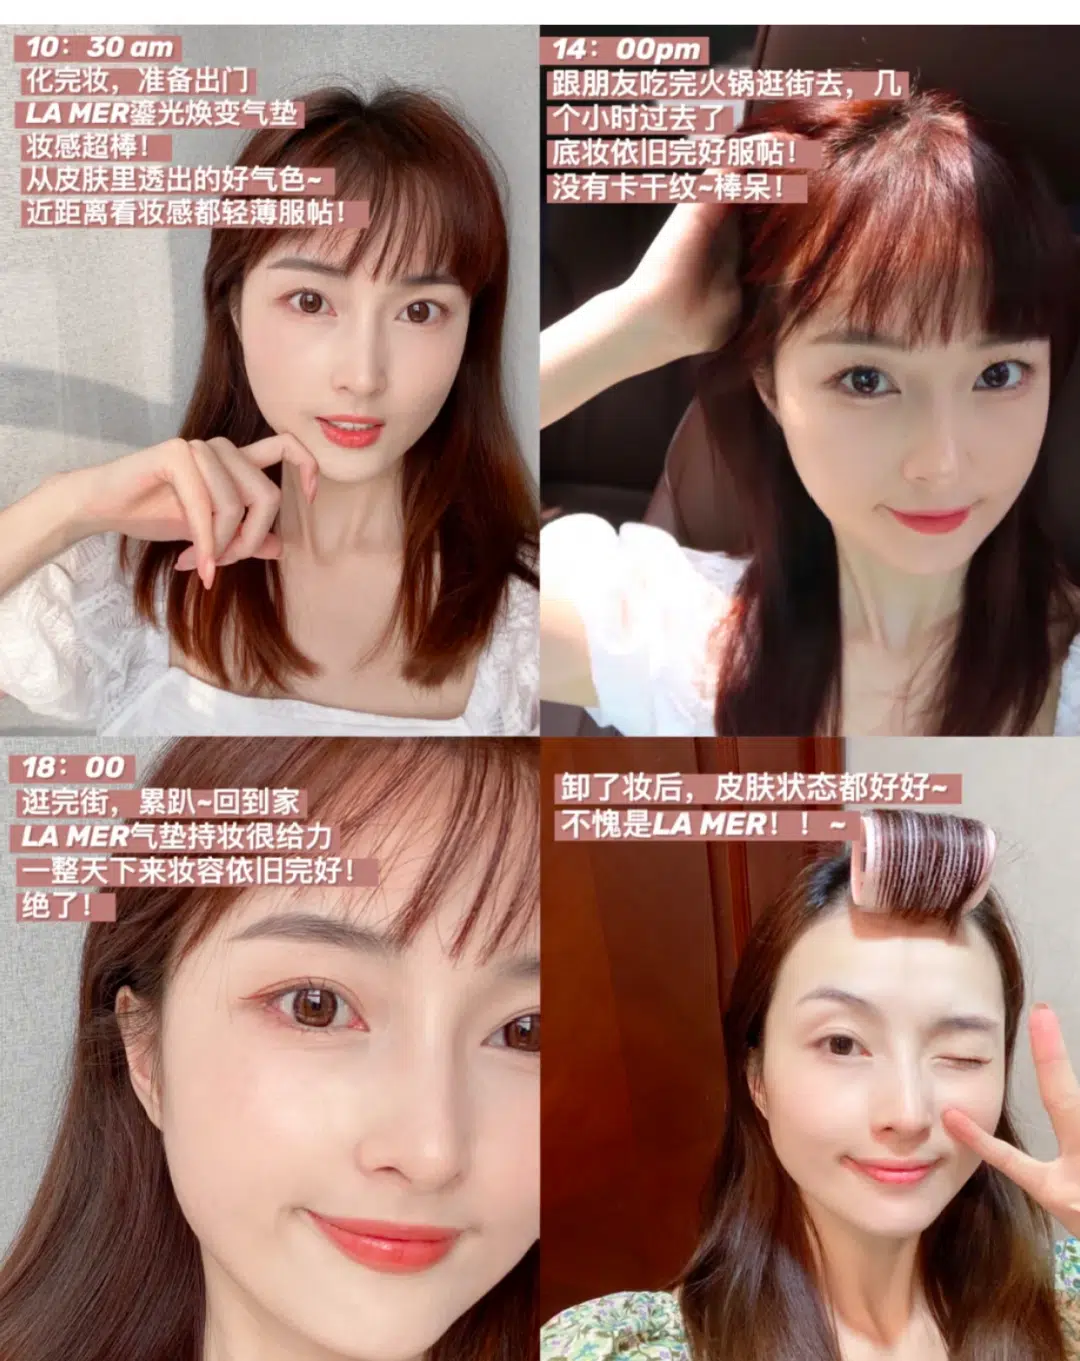 10：30 am
化完妆，准备出门
LA MER鎏光焕变气垫
妆感超棒！
从皮肤里透出的好气色~
近距离看妆感都轻薄服帖！
14：00pm
跟朋友吃完火锅逛街去，几
个小时过去了
底妆依旧完好服帖！
没有卡干纹~棒呆！
18：00
逛完街，累趴~回到家
LA MER气垫持妆很给力
一整天下来妆容依旧完好！
绝了！
卸了妆后，皮肤状态都好好~
不愧是LA MER！！~